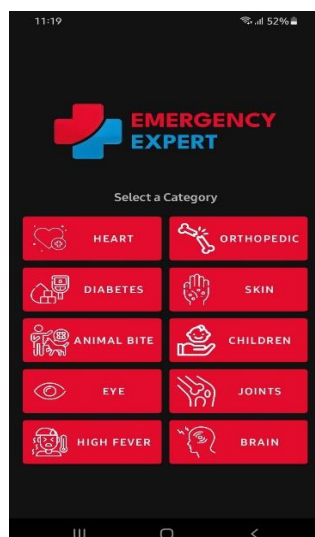 11:19 52%
EMERGENCY
EXPERT
Select a Category
HEART ORTHOPEDIC
DIABETES SKIN
ANIMAL BITE CHILDREN
EYE JOINTS
HIGH FEVER BRAIN